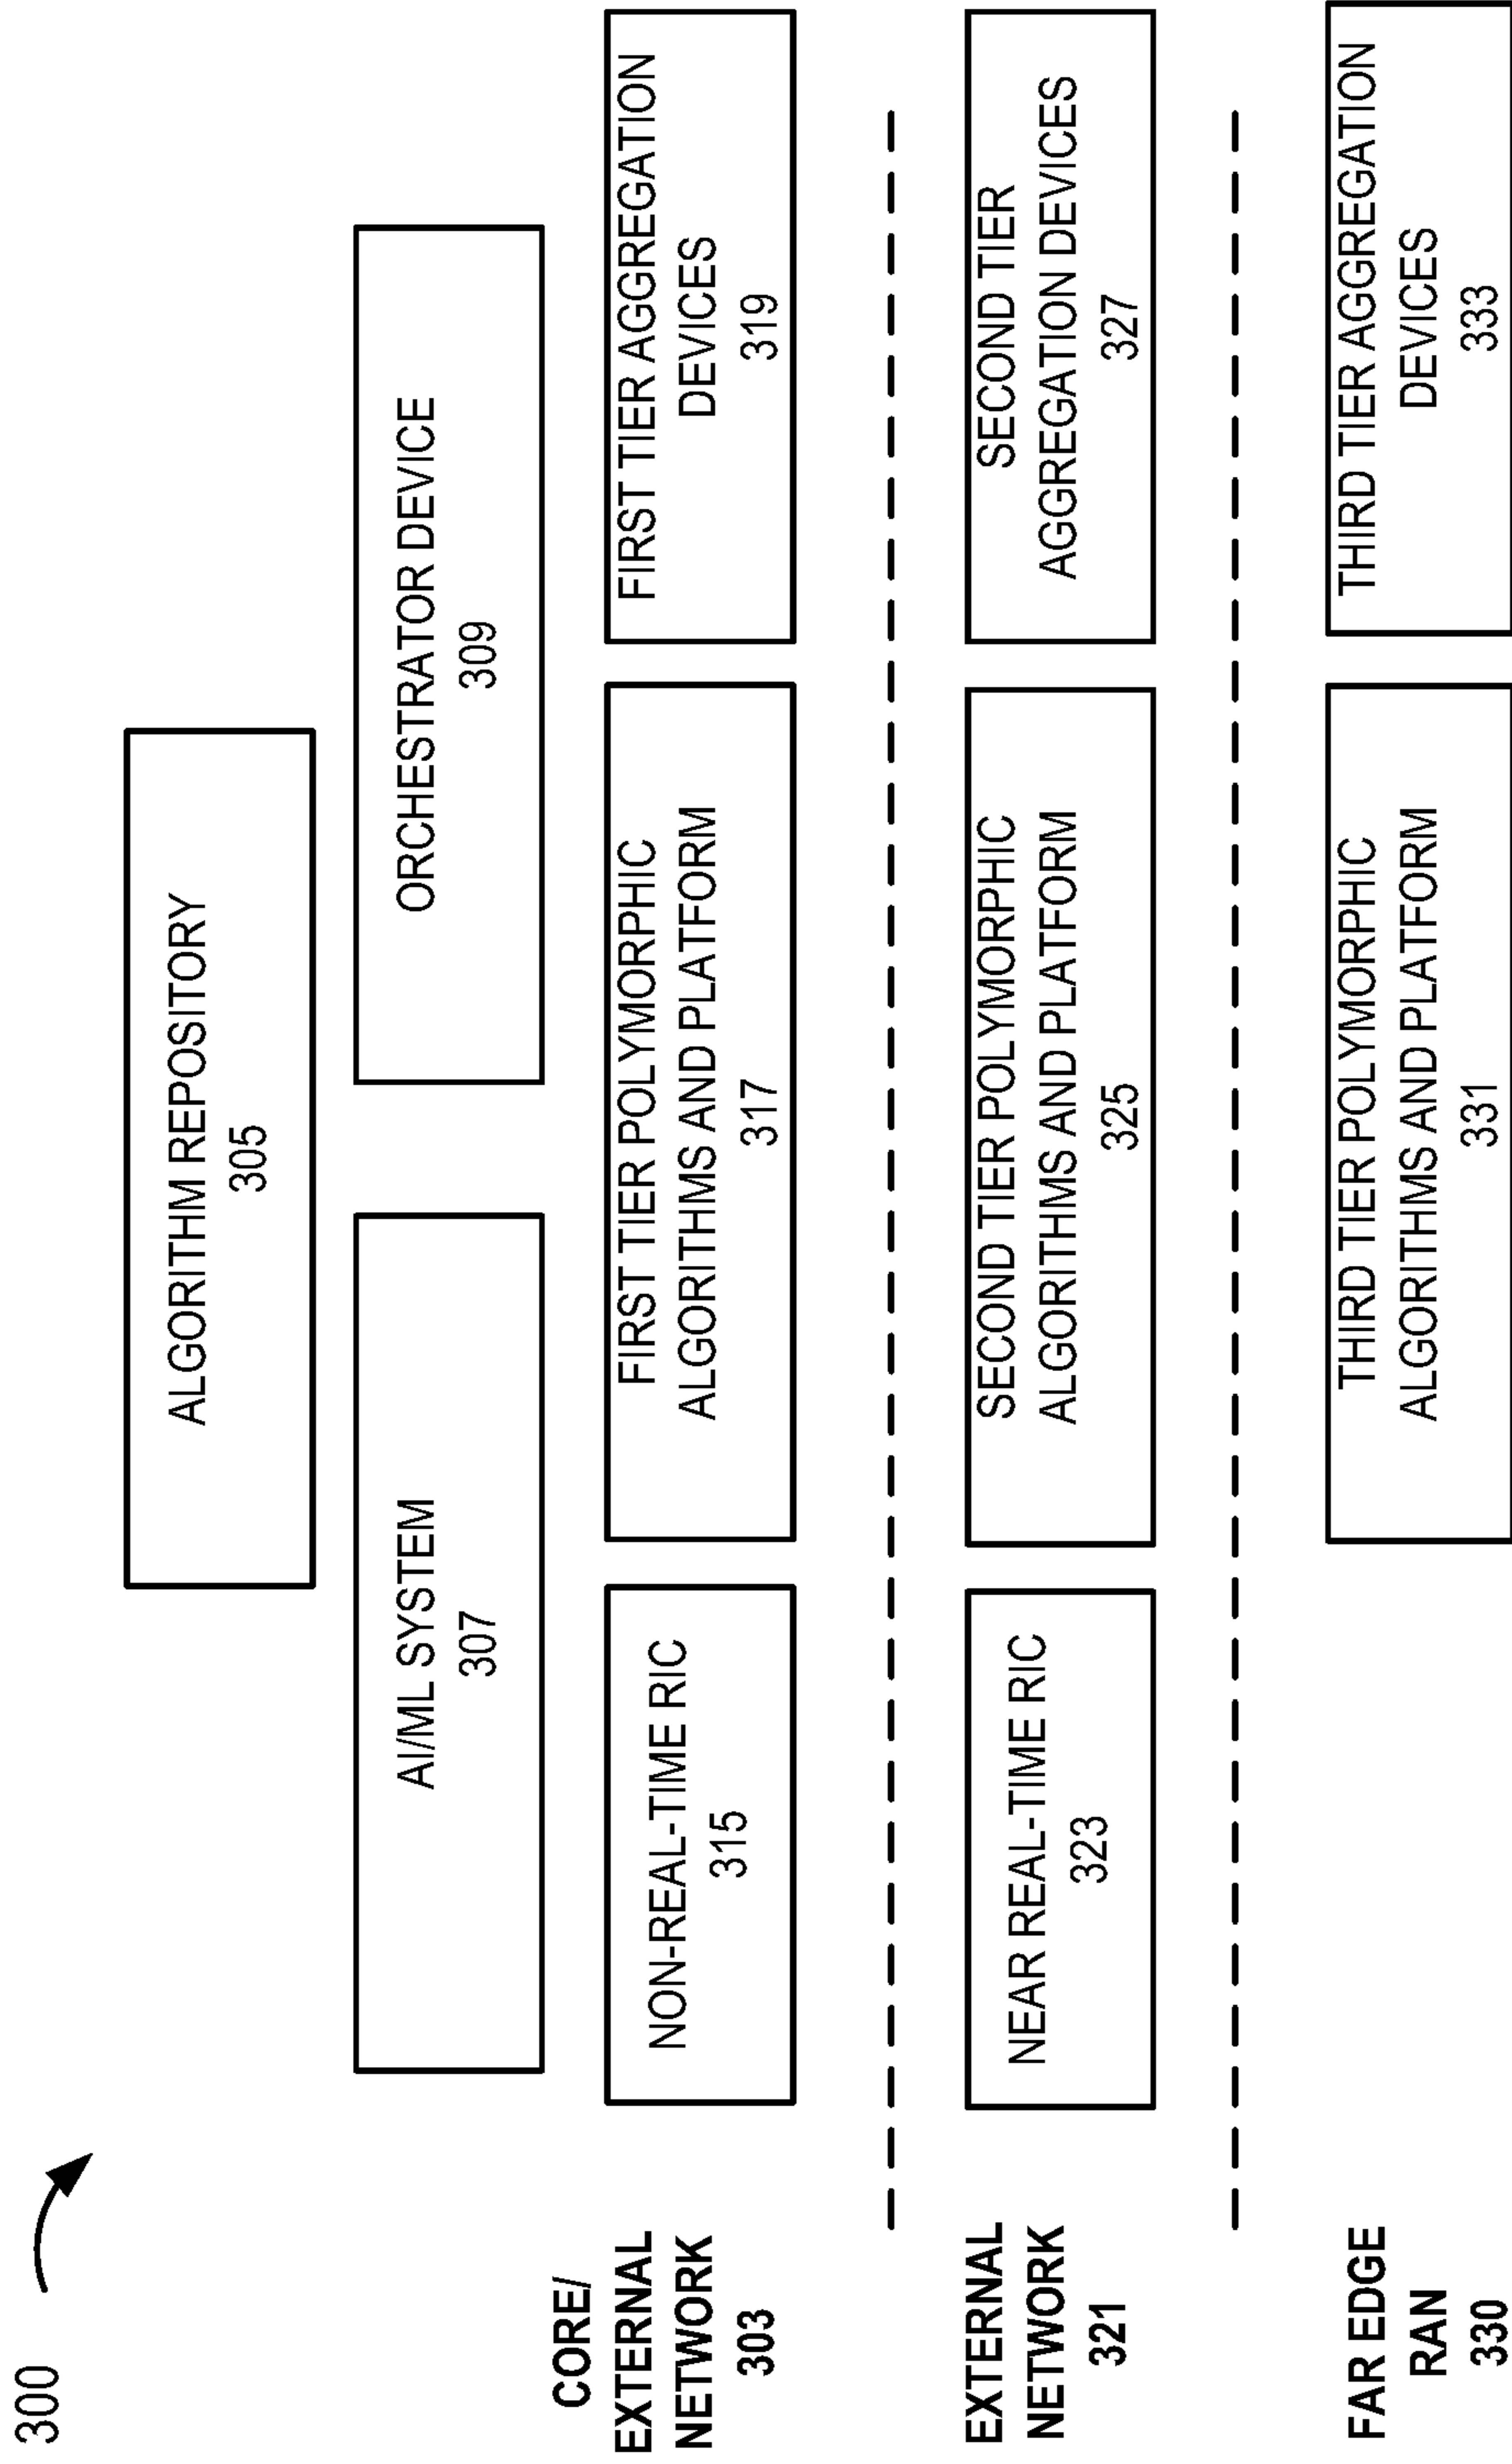 300
ALGORITHM REPOSITORY
305
AI/ML SYSTEM
307
ORCHESTRATOR DEVICE
309
CORE/
EXTERNAL
NETWORK
303
NON-REAL-TIME RIC
315
FIRST TIER POLYMORPHIC
ALGORITHMS AND PLATFORM
317
FIRST TIER AGGREGATION
DEVICES
319
EXTERNAL
NETWORK
321
NEAR REAL-TIME RIC
323
SECOND TIER POLYMORPHIC
ALGORITHMS AND PLATFORM
325
SECOND TIER
AGGREGATION DEVICES
327
FAR EDGE
RAN
330
THIRD TIER POLYMORPHIC
ALGORITHMS AND PLATFORM
331
THIRD TIER AGGREGATION
DEVICES
333